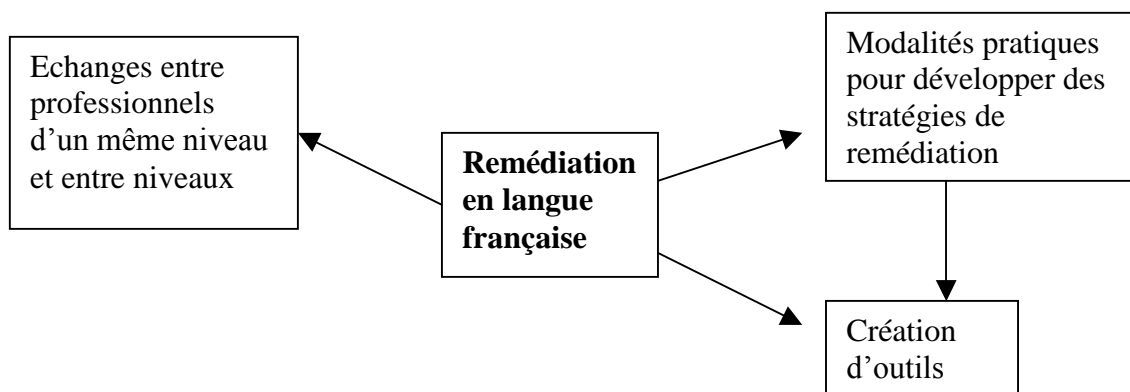 Echanges entre
professionnels
d’un même niveau
et entre niveaux
Remédiation
en langue
française
Modalités pratiques
pour développer des
stratégies de
remédiation
Création
d’outils